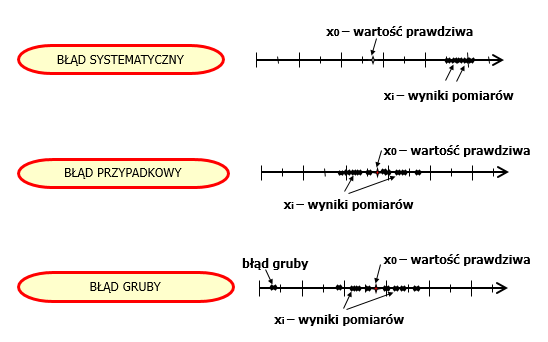 x₀ – wartość prawdziwa
BŁĄD SYSTEMATYCZNY
xᵢ – wyniki pomiarów
x₀ – wartość prawdziwa
BŁĄD PRZYPADKOWY
xᵢ – wyniki pomiarów
błąd gruby
x₀ – wartość prawdziwa
BŁĄD GRUBY
xᵢ – wyniki pomiarów